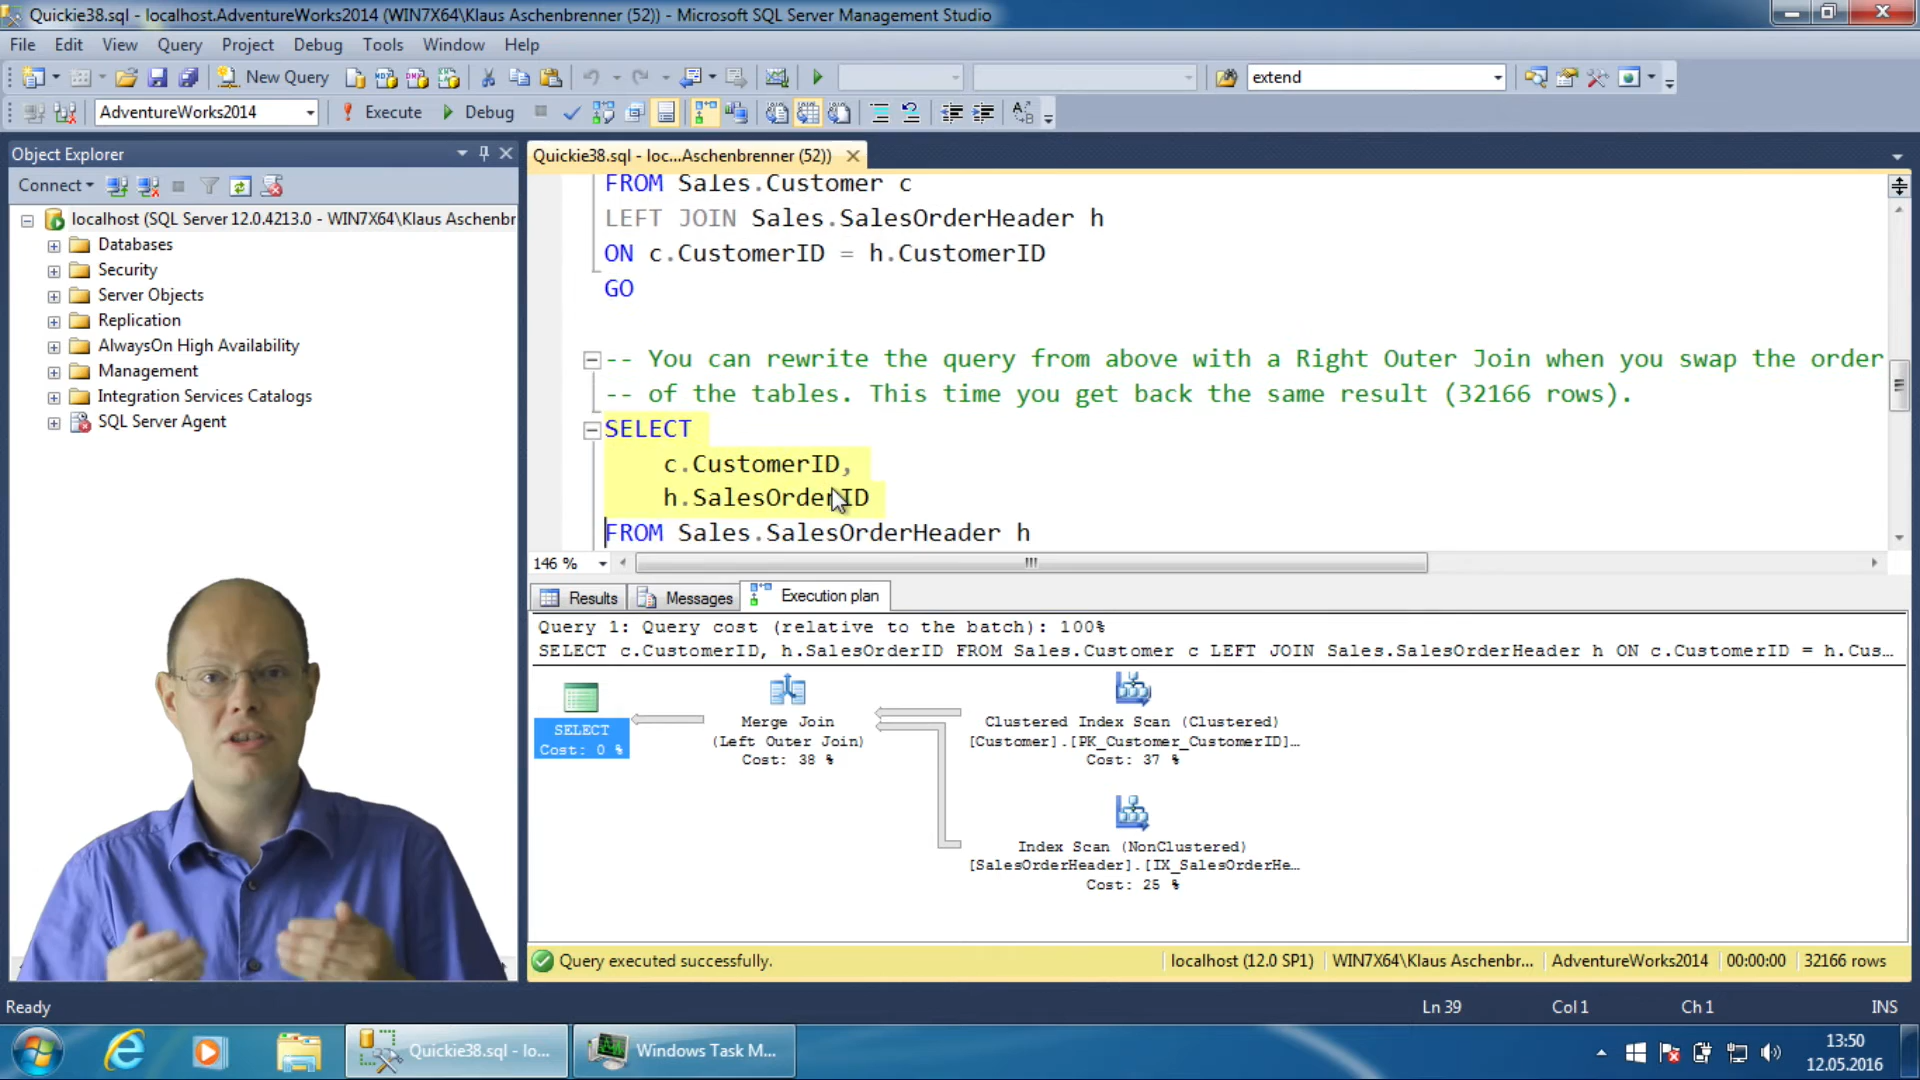 Quickie38.sql - localhost.AdventureWorks2014 (WIN7X64\Klaus Aschenbrenner (52)) - Microsoft SQL Server Management Studio
File Edit View Query Project Debug Tools Window Help
New Query extend
AdventureWorks2014 Execute Debug
Object Explorer
Connect
localhost (SQL Server 12.0.4213.0 - WIN7X64\Klaus Aschenbr
Databases
Security
Server Objects
Replication
AlwaysOn High Availability
Management
Integration Services Catalogs
SQL Server Agent
Quickie38.sql - loc...Aschenbrenner (52))
FROM Sales.Customer c
LEFT JOIN Sales.SalesOrderHeader h
ON c.CustomerID = h.CustomerID
GO
-- You can rewrite the query from above with a Right Outer Join when you swap the order
-- of the tables. This time you get back the same result (32166 rows).
SELECT
c.CustomerID,
h.SalesOrderID
FROM Sales.SalesOrderHeader h
146 %
Results Messages Execution plan
Query 1: Query cost (relative to the batch): 100%
SELECT c.CustomerID, h.SalesOrderID FROM Sales.Customer c LEFT JOIN Sales.SalesOrderHeader h ON c.CustomerID = h.Cus...
SELECT
Cost: 0 %
Merge Join
(Left Outer Join)
Cost: 38 %
Clustered Index Scan (Clustered)
[Customer].[PK_Customer_CustomerID]...
Cost: 37 %
Index Scan (NonClustered)
[SalesOrderHeader].[IX_SalesOrderHe...
Cost: 25 %
Query executed successfully. localhost (12.0 SP1) WIN7X64\Klaus Aschenbr... AdventureWorks2014 00:00:00 32166 rows
Ready Ln 39 Col 1 Ch 1 INS
Quickie38.sql - lo... Windows Task M... 13:50
12.05.2016